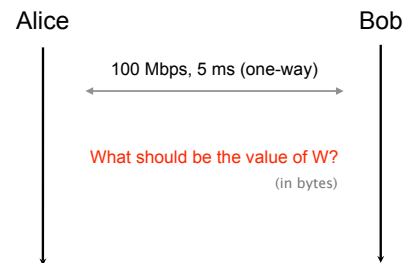 Alice
Bob
100 Mbps, 5 ms (one-way)
What should be the value of W?
(in bytes)